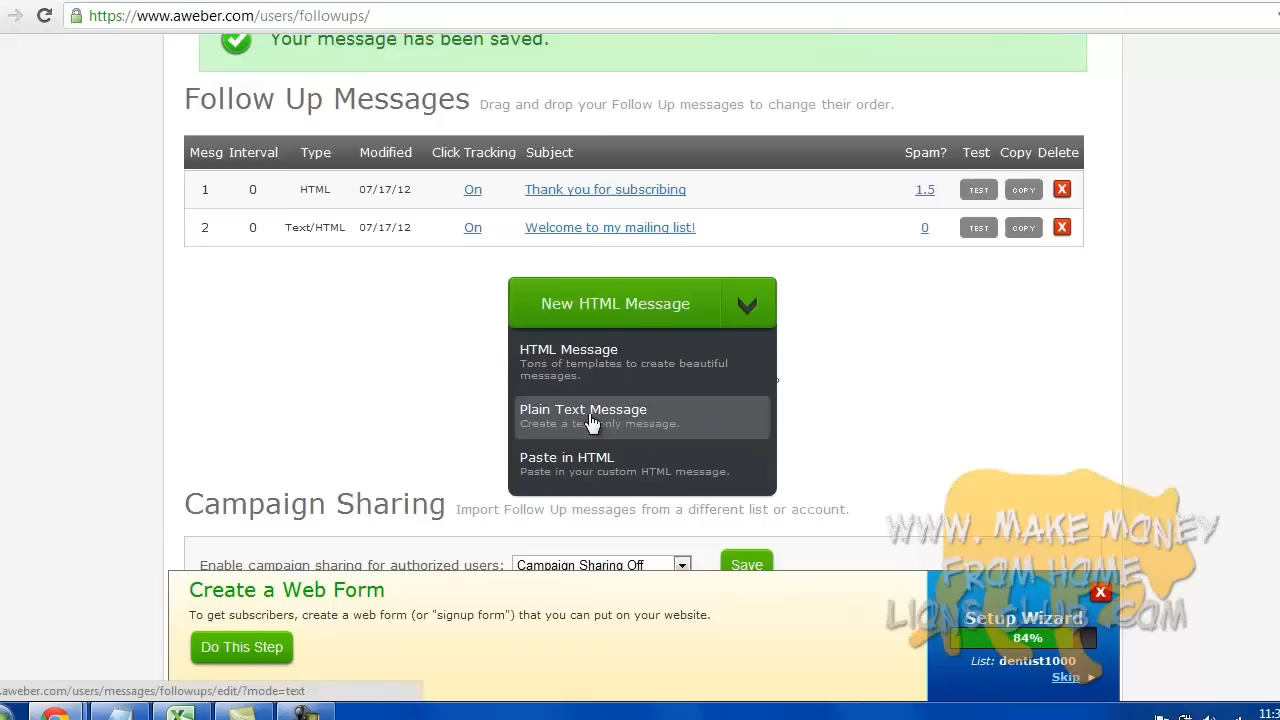 https://www.aweber.com/users/followups/
Your message has been saved.
Follow Up Messages Drag and drop your Follow Up messages to change their order.
Mesg Interval Type Modified Click Tracking Subject Spam? Test Copy Delete
1 0 HTML 07/17/12 On Thank you for subscribing 1.5 TEST COPY X
2 0 Text/HTML 07/17/12 On Welcome to my mailing list! 0 TEST COPY X
New HTML Message
HTML Message
Tons of templates to create beautiful
messages.
Plain Text Message
Create a text only message.
Paste in HTML
Paste in your custom HTML message.
Campaign Sharing Import Follow Up messages from a different list or account.
Enable campaign sharing for authorized users: Campaign Sharing Off Save
www.Make Money
From Home
Lions Club.com
Create a Web Form
To get subscribers, create a web form (or "signup form") that you can put on your website.
Do This Step
X
Setup Wizard
84%
List: dentist1000
Skip
.aweber.com/users/messages/followups/edit/?mode=text